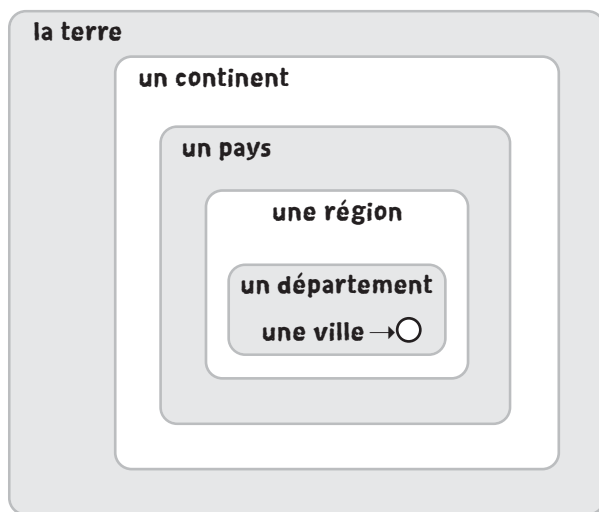 la terre
un continent
un pays
une région
un département
une ville →